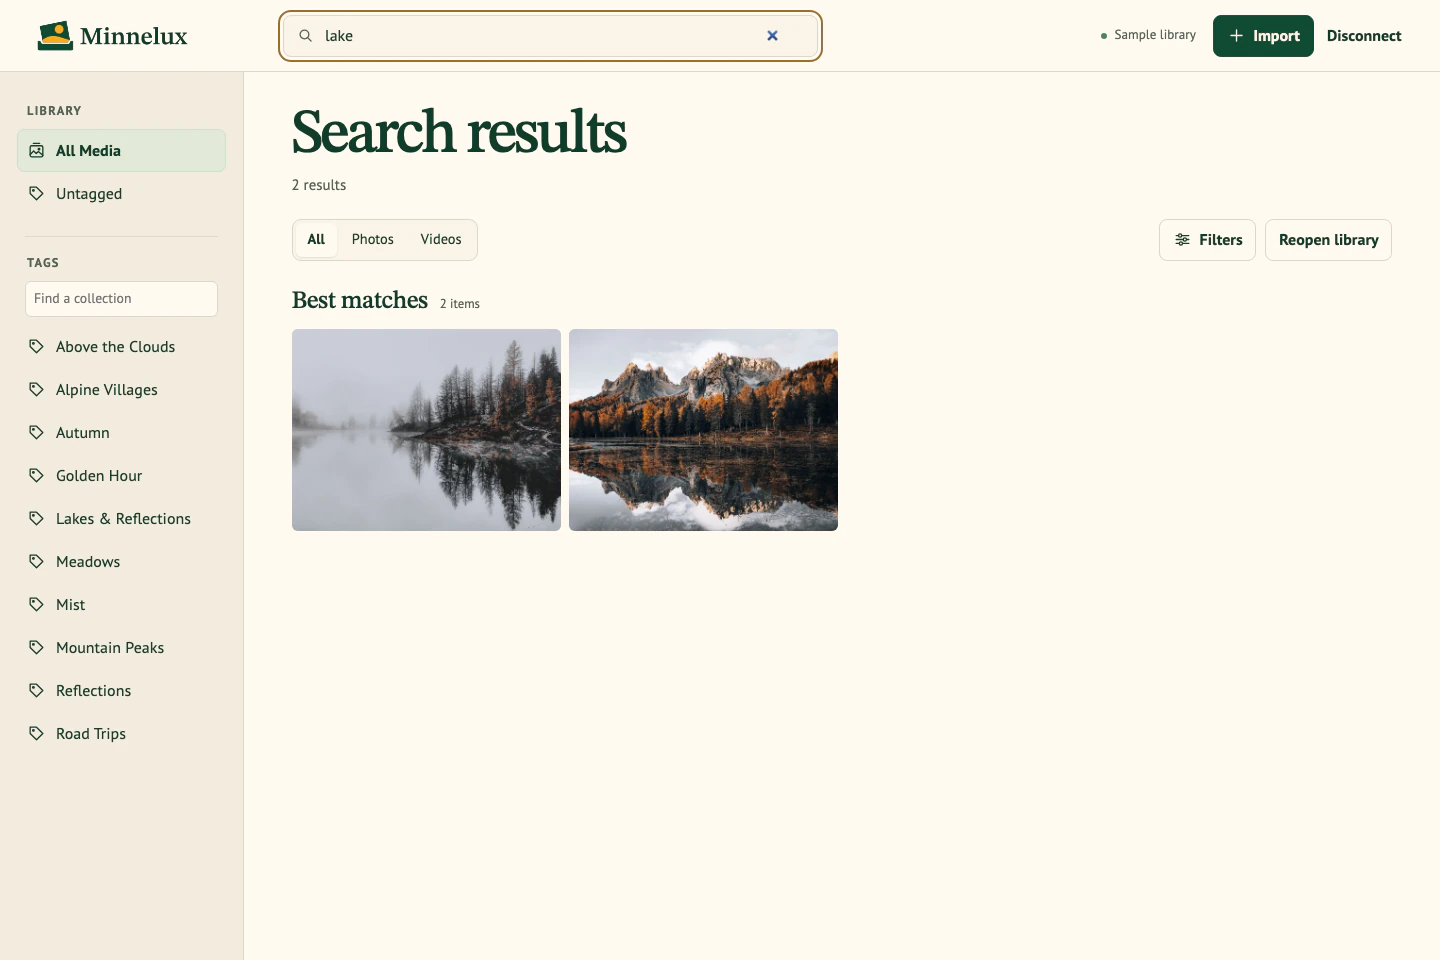 Minnelux
lake
Sample library
Import
Disconnect
LIBRARY
All Media
Untagged
TAGS
Find a collection
Above the Clouds
Alpine Villages
Autumn
Golden Hour
Lakes & Reflections
Meadows
Mist
Mountain Peaks
Reflections
Road Trips
Search results
2 results
All
Photos
Videos
Filters
Reopen library
Best matches
2 items